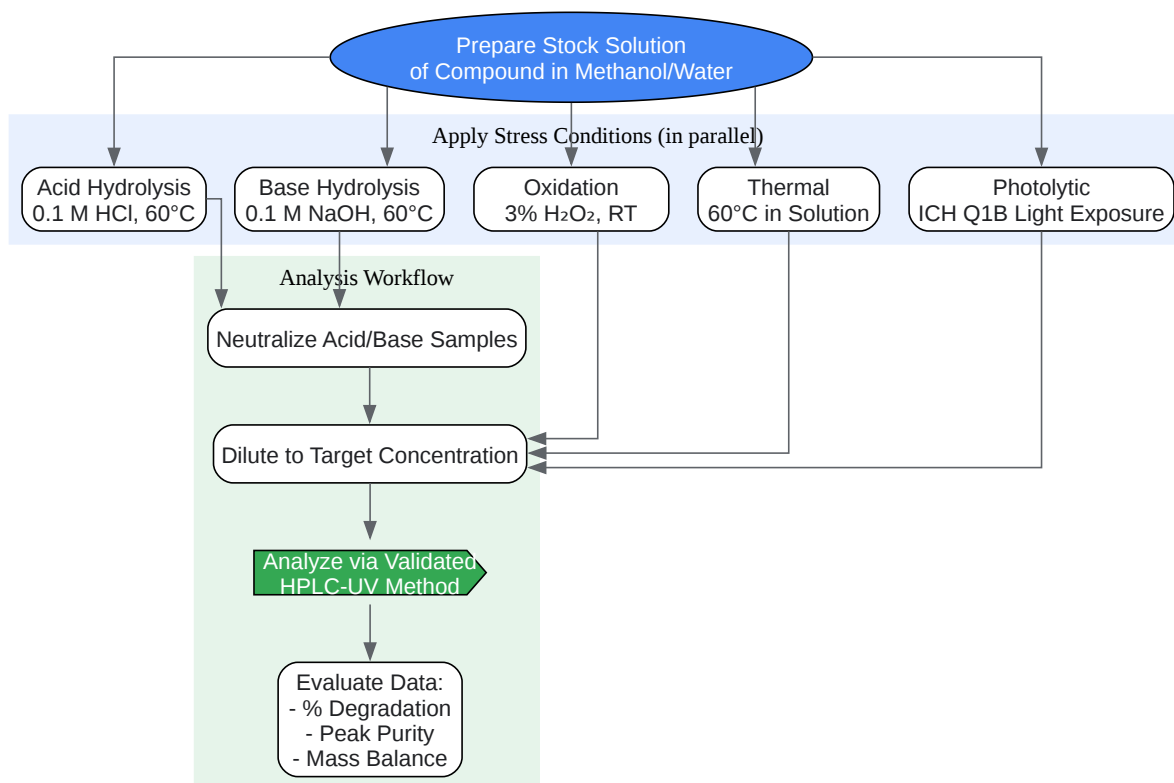 Prepare Stock Solution
of Compound in Methanol/Water
Apply Stress Conditions (in parallel)
Acid Hydrolysis
0.1 M HCl, 60°C
Base Hydrolysis
0.1 M NaOH, 60°C
Oxidation
3% H₂O₂, RT
Thermal
60°C in Solution
Photolytic
ICH Q1B Light Exposure
Analysis Workflow
Neutralize Acid/Base Samples
Dilute to Target Concentration
Analyze via Validated
HPLC-UV Method
Evaluate Data:
- % Degradation
- Peak Purity
- Mass Balance